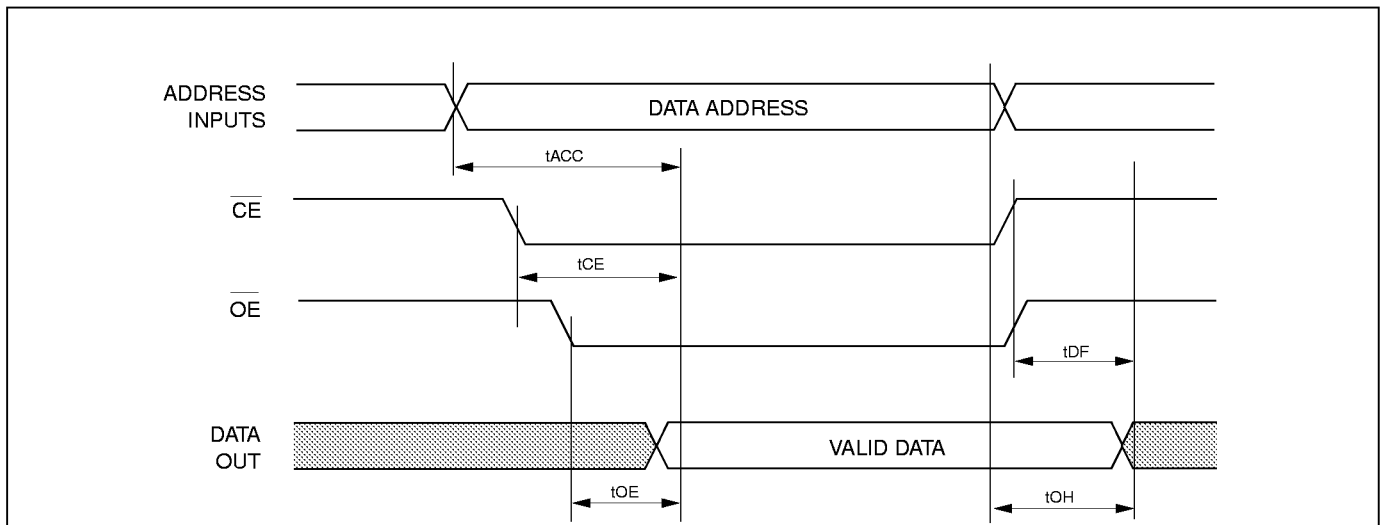 ADDRESS
INPUTS
DATA ADDRESS
tACC
CE
tCE
OE
tDF
DATA
OUT
VALID DATA
tOE
tOH